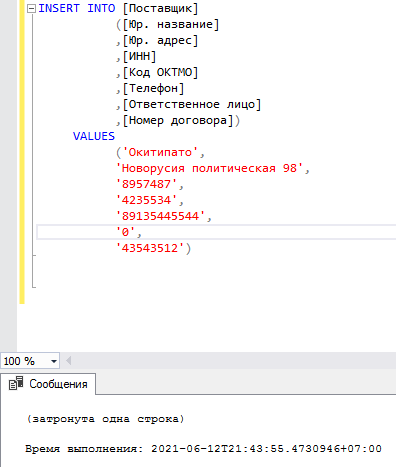 INSERT INTO [Поставщик]
([Юр. название]
,[Юр. адрес]
,[ИНН]
,[Код ОКТМО]
,[Телефон]
,[Ответственное лицо]
,[Номер договора])
VALUES
('Окитипато',
'Новорусия политическая 98',
'8957487',
'4235534',
'89135445544',
'0',
'43543512')
100 %
Сообщения
(затронута одна строка)
Время выполнения: 2021-06-12T21:43:55.4730946+07:00